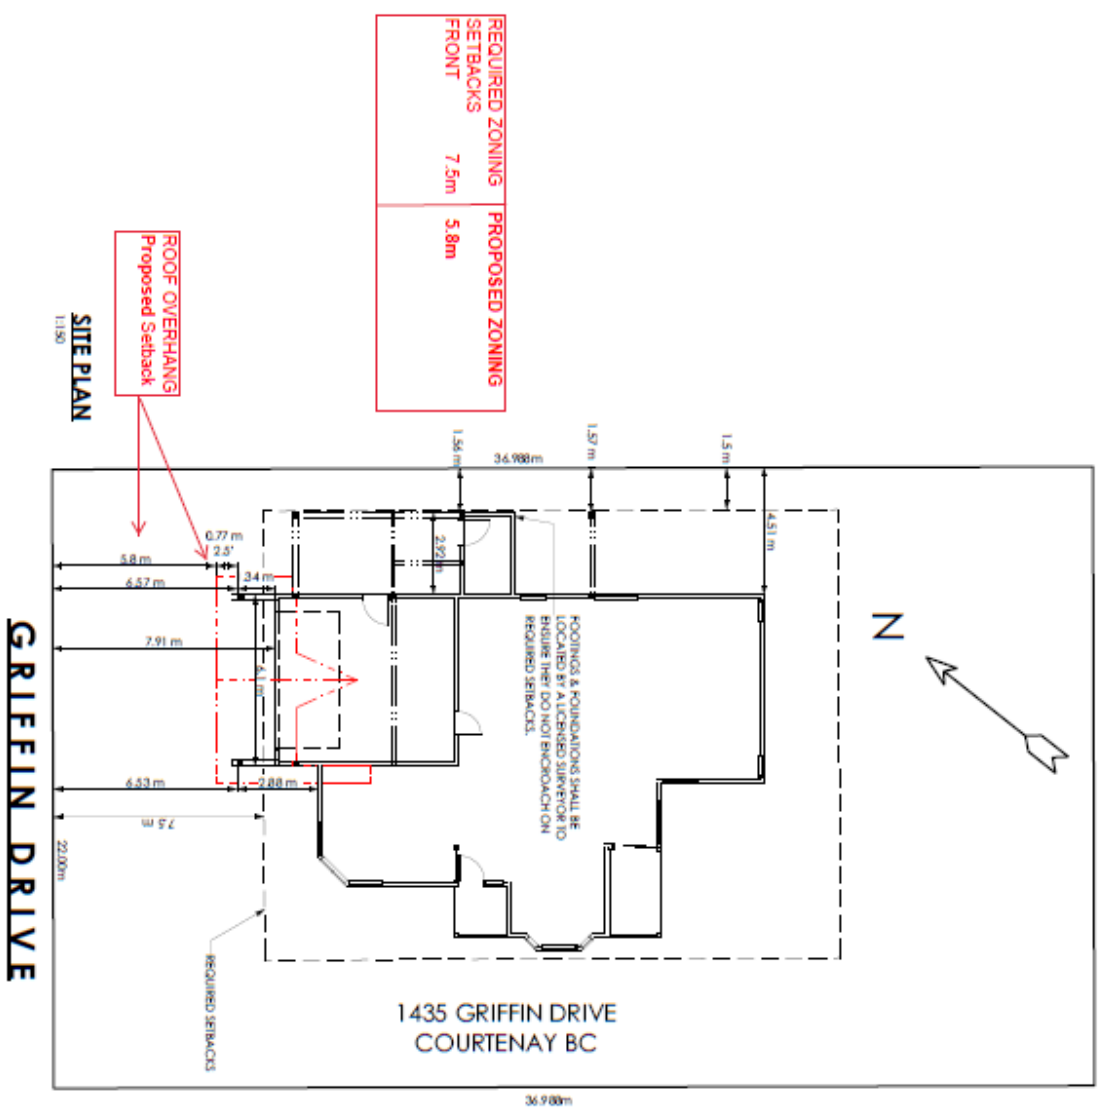 REQUIRED ZONING
SETBACKS
FRONT 7.5m
PROPOSED ZONING
5.8m
ROOF OVERHANG
Proposed Setback
SITE PLAN
1:150
1.56 m
36.988m
1.57 m
1.5 m
4.51 m
2.92m
0.77 m
2.5'
5.8 m
6.57 m
.34 m
7.91 m
6.1 m
6.53 m
2.88 m
7.5 m
22.00m
FOOTINGS & FOUNDATIONS SHALL BE
LOCATED BY A LICENSED SURVEYOR TO
ENSURE THEY DO NOT ENCROACH ON
REQUIRED SETBACKS.
N
GRIFFIN DRIVE
REQUIRED SETBACKS
1435 GRIFFIN DRIVE
COURTENAY BC
36.988m